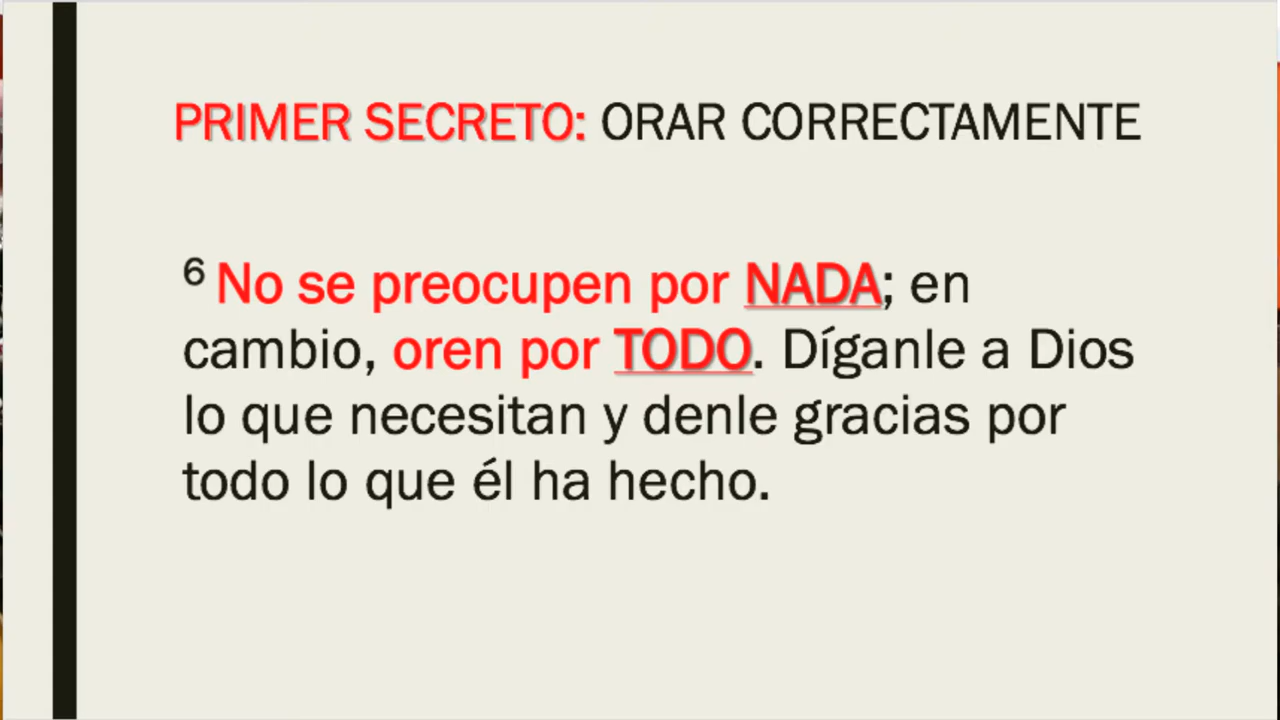 PRIMER SECRETO: ORAR CORRECTAMENTE
⁶ No se preocupen por NADA; en
cambio, oren por TODO. Díganle a Dios
lo que necesitan y denle gracias por
todo lo que él ha hecho.